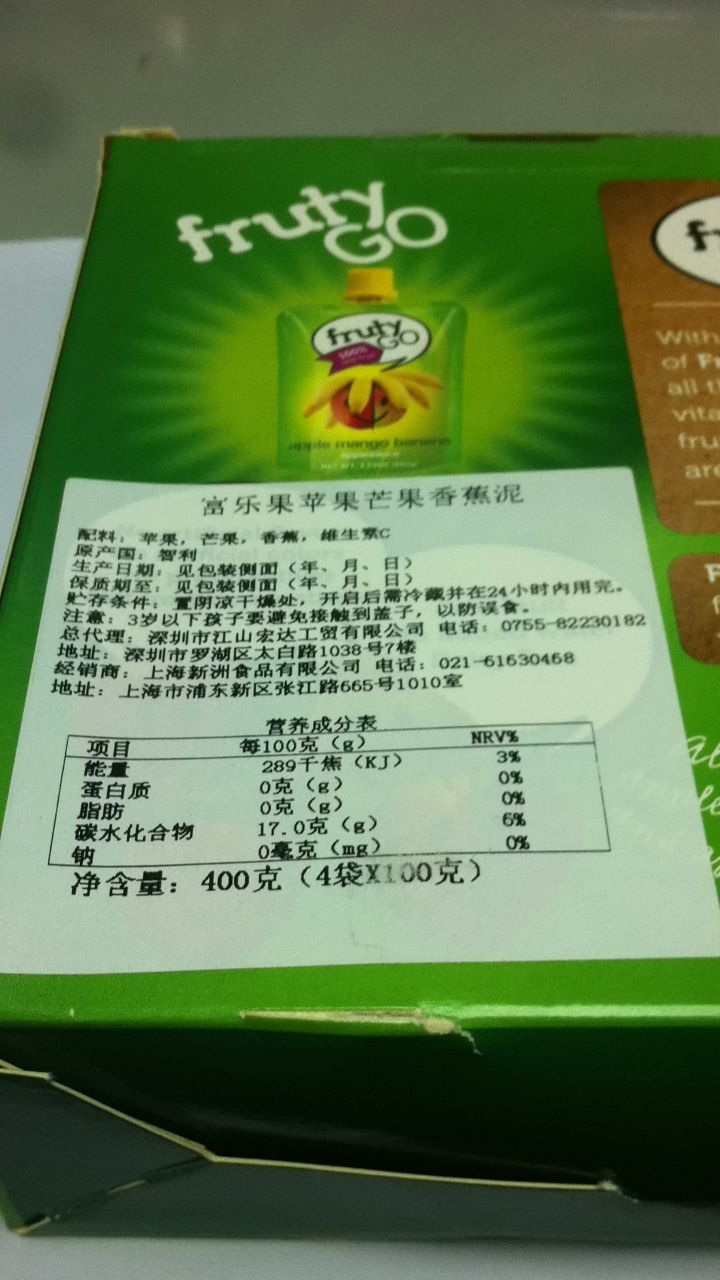 fruty
GO
fruty
GO
100%
apple mango banana
applesauce
富乐果苹果芒果香蕉泥
配料：苹果，芒果，香蕉，维生素C
原产国：智利
生产日期：见包装侧面（年、月、日）
保质期至：见包装侧面（年、月、日）
贮存条件：置阴凉干燥处，开启后需冷藏并在24小时内用完。
注意：3岁以下孩子要避免接触到盖子，以防误食。
总代理：深圳市江山宏达工贸有限公司 电话：0755-82230182
地址：深圳市罗湖区太白路1038号7楼
经销商：上海新洲食品有限公司 电话：021-61630468
地址：上海市浦东新区张江路665号1010室
营养成分表
项目 每100克（g） NRV%
能量 289千焦（KJ） 3%
蛋白质 0克（g） 0%
脂肪 0克（g） 0%
碳水化合物 17.0克（g） 6%
钠 0毫克（mg） 0%
净含量：400克（4袋X100克）
With
of Fr
all t
vita
fru
are